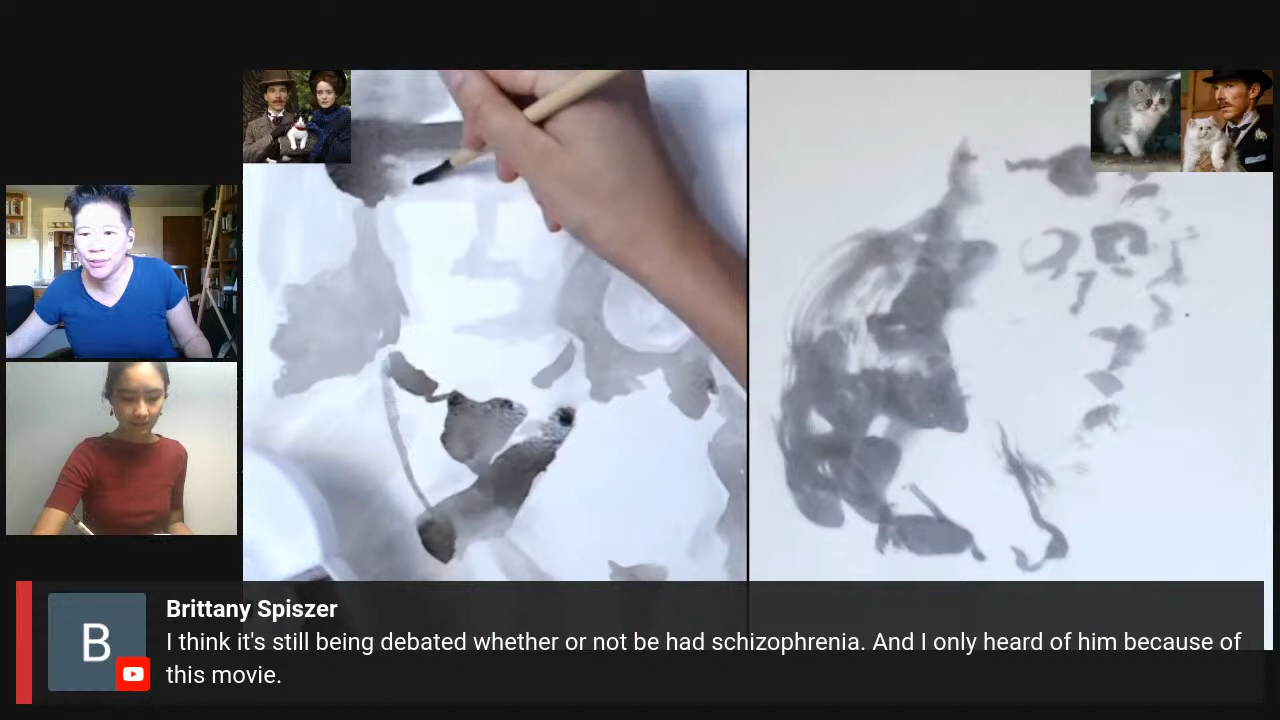 B
Brittany Spiszer
I think it's still being debated whether or not be had schizophrenia. And I only heard of him because of
this movie.